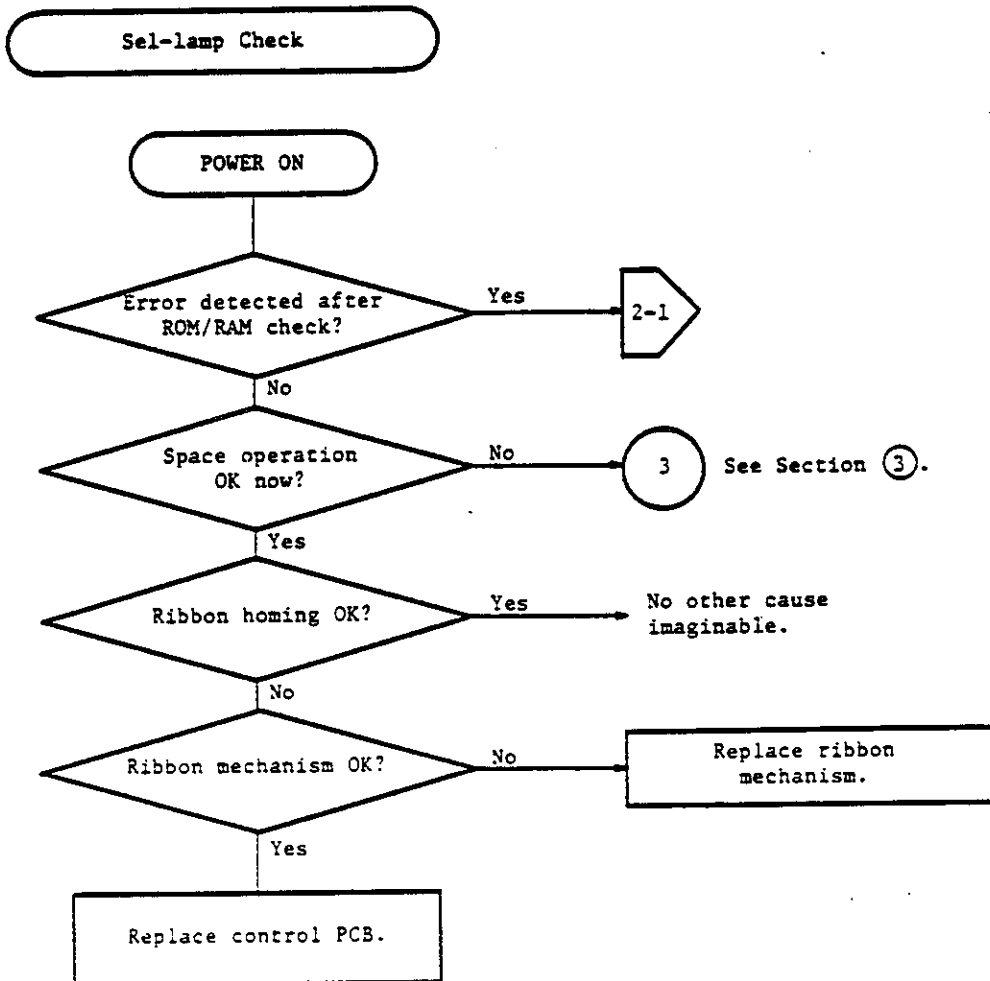 Sel-lamp Check
POWER ON
Error detected after
ROM/RAM check?
Yes
2-1
No
Space operation
OK now?
No
3
See Section ③.
Yes
Ribbon homing OK?
Yes
No other cause
imaginable.
No
Ribbon mechanism OK?
No
Replace ribbon
mechanism.
Yes
Replace control PCB.